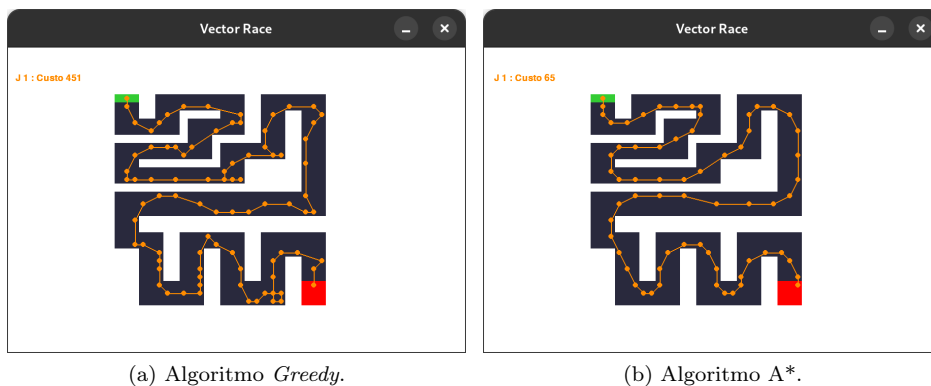 Vector Race
J 1 : Custo 451
(a) Algoritmo Greedy.
Vector Race
J 1 : Custo 65
(b) Algoritmo A*.